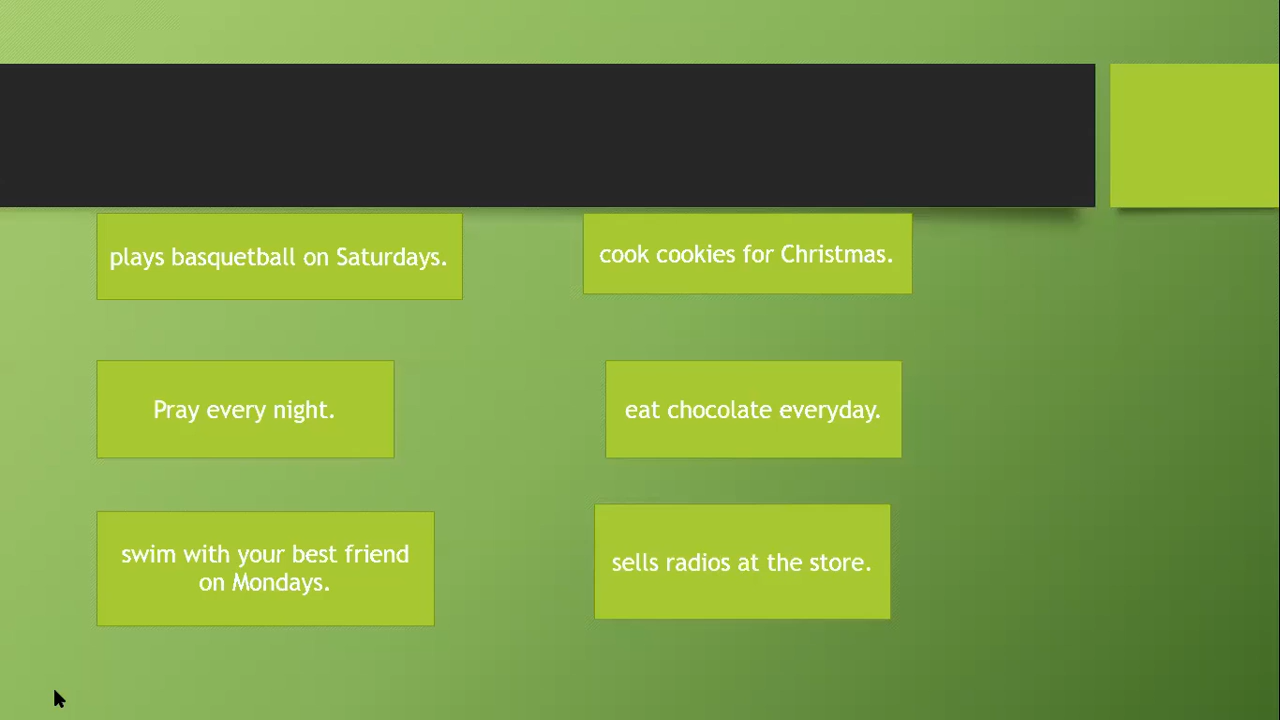 plays basquetball on Saturdays.
cook cookies for Christmas.
Pray every night.
eat chocolate everyday.
swim with your best friend
on Mondays.
sells radios at the store.